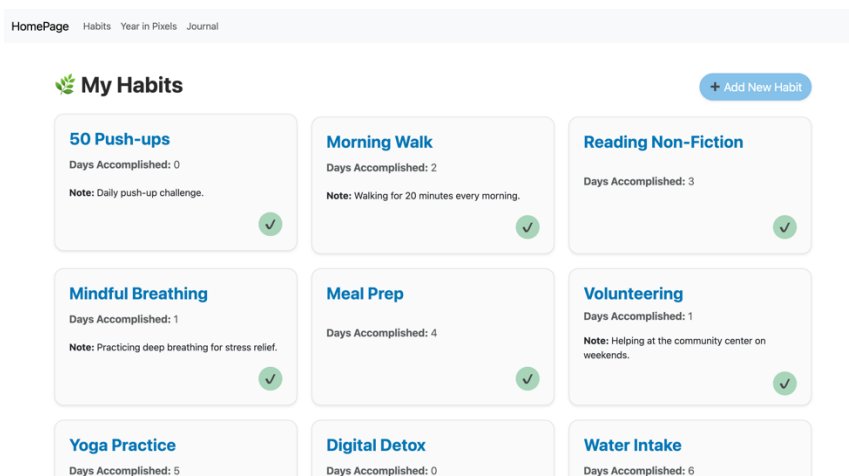 HomePage Habits Year in Pixels Journal
🌿 My Habits
+ Add New Habit
50 Push-ups
Days Accomplished: 0
Note: Daily push-up challenge.
Morning Walk
Days Accomplished: 2
Note: Walking for 20 minutes every morning.
Reading Non-Fiction
Days Accomplished: 3
Mindful Breathing
Days Accomplished: 1
Note: Practicing deep breathing for stress relief.
Meal Prep
Days Accomplished: 4
Volunteering
Days Accomplished: 1
Note: Helping at the community center on
weekends.
Yoga Practice
Days Accomplished: 5
Digital Detox
Days Accomplished: 0
Water Intake
Days Accomplished: 6